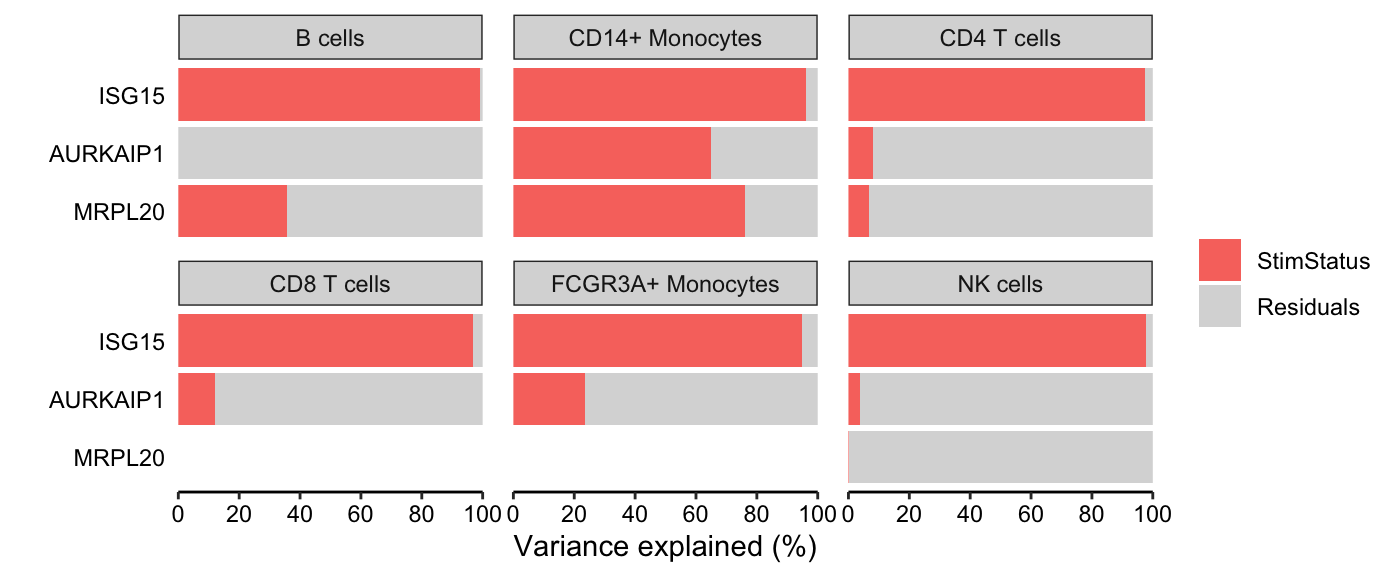 B cells CD14+ Monocytes CD4 T cells
ISG15
AURKAIP1
MRPL20
StimStatus
CD8 T cells FCGR3A+ Monocytes NK cells
Residuals
ISG15
AURKAIP1
MRPL20
0 20 40 60 80 100 0 20 40 60 80 100 0 20 40 60 80 100
Variance explained (%)